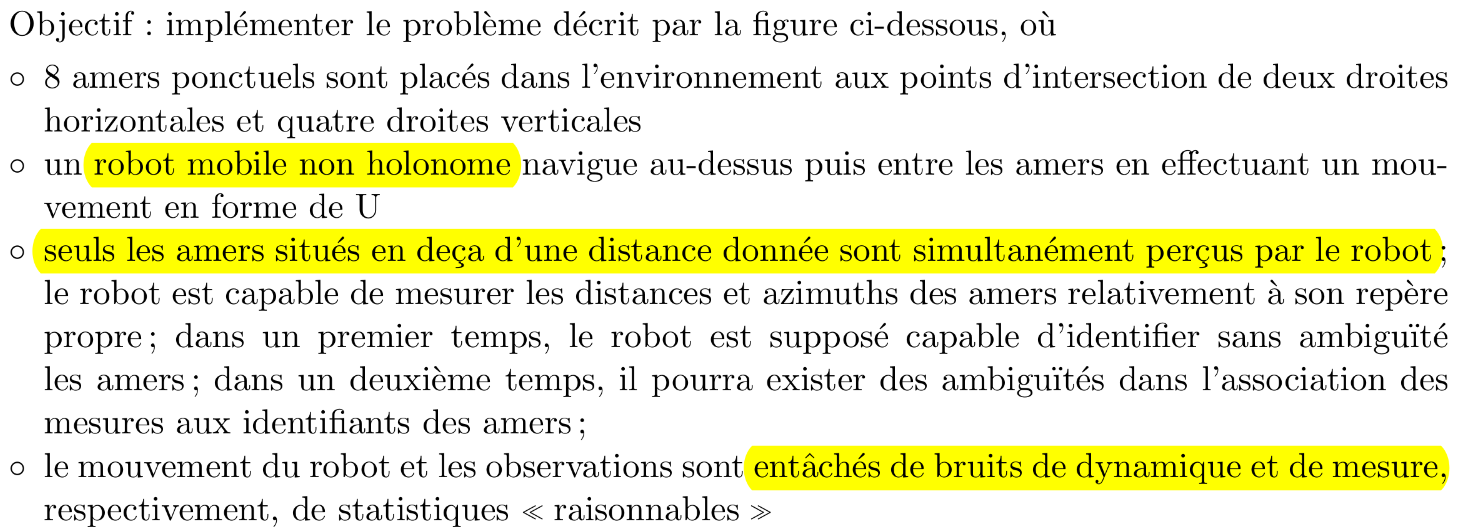 Objectif : implémenter le problème décrit par la figure ci-dessous, où
◦ 8 amers ponctuels sont placés dans l'environnement aux points d'intersection de deux droites
horizontales et quatre droites verticales
◦ un robot mobile non holonome navigue au-dessus puis entre les amers en effectuant un mou-
vement en forme de U
◦ seuls les amers situés en deça d'une distance donnée sont simultanément perçus par le robot ;
le robot est capable de mesurer les distances et azimuths des amers relativement à son repère
propre ; dans un premier temps, le robot est supposé capable d'identifier sans ambiguïté
les amers ; dans un deuxième temps, il pourra exister des ambiguïtés dans l'association des
mesures aux identifiants des amers ;
◦ le mouvement du robot et les observations sont entâchés de bruits de dynamique et de mesure,
respectivement, de statistiques « raisonnables »